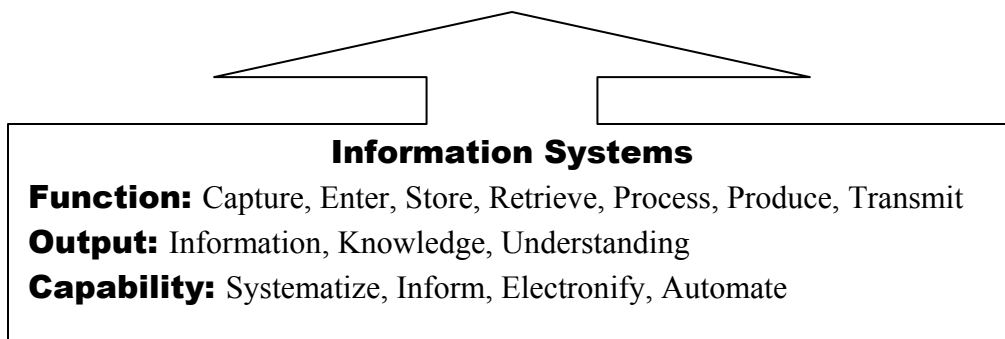 Information Systems
Function: Capture, Enter, Store, Retrieve, Process, Produce, Transmit
Output: Information, Knowledge, Understanding
Capability: Systematize, Inform, Electronify, Automate